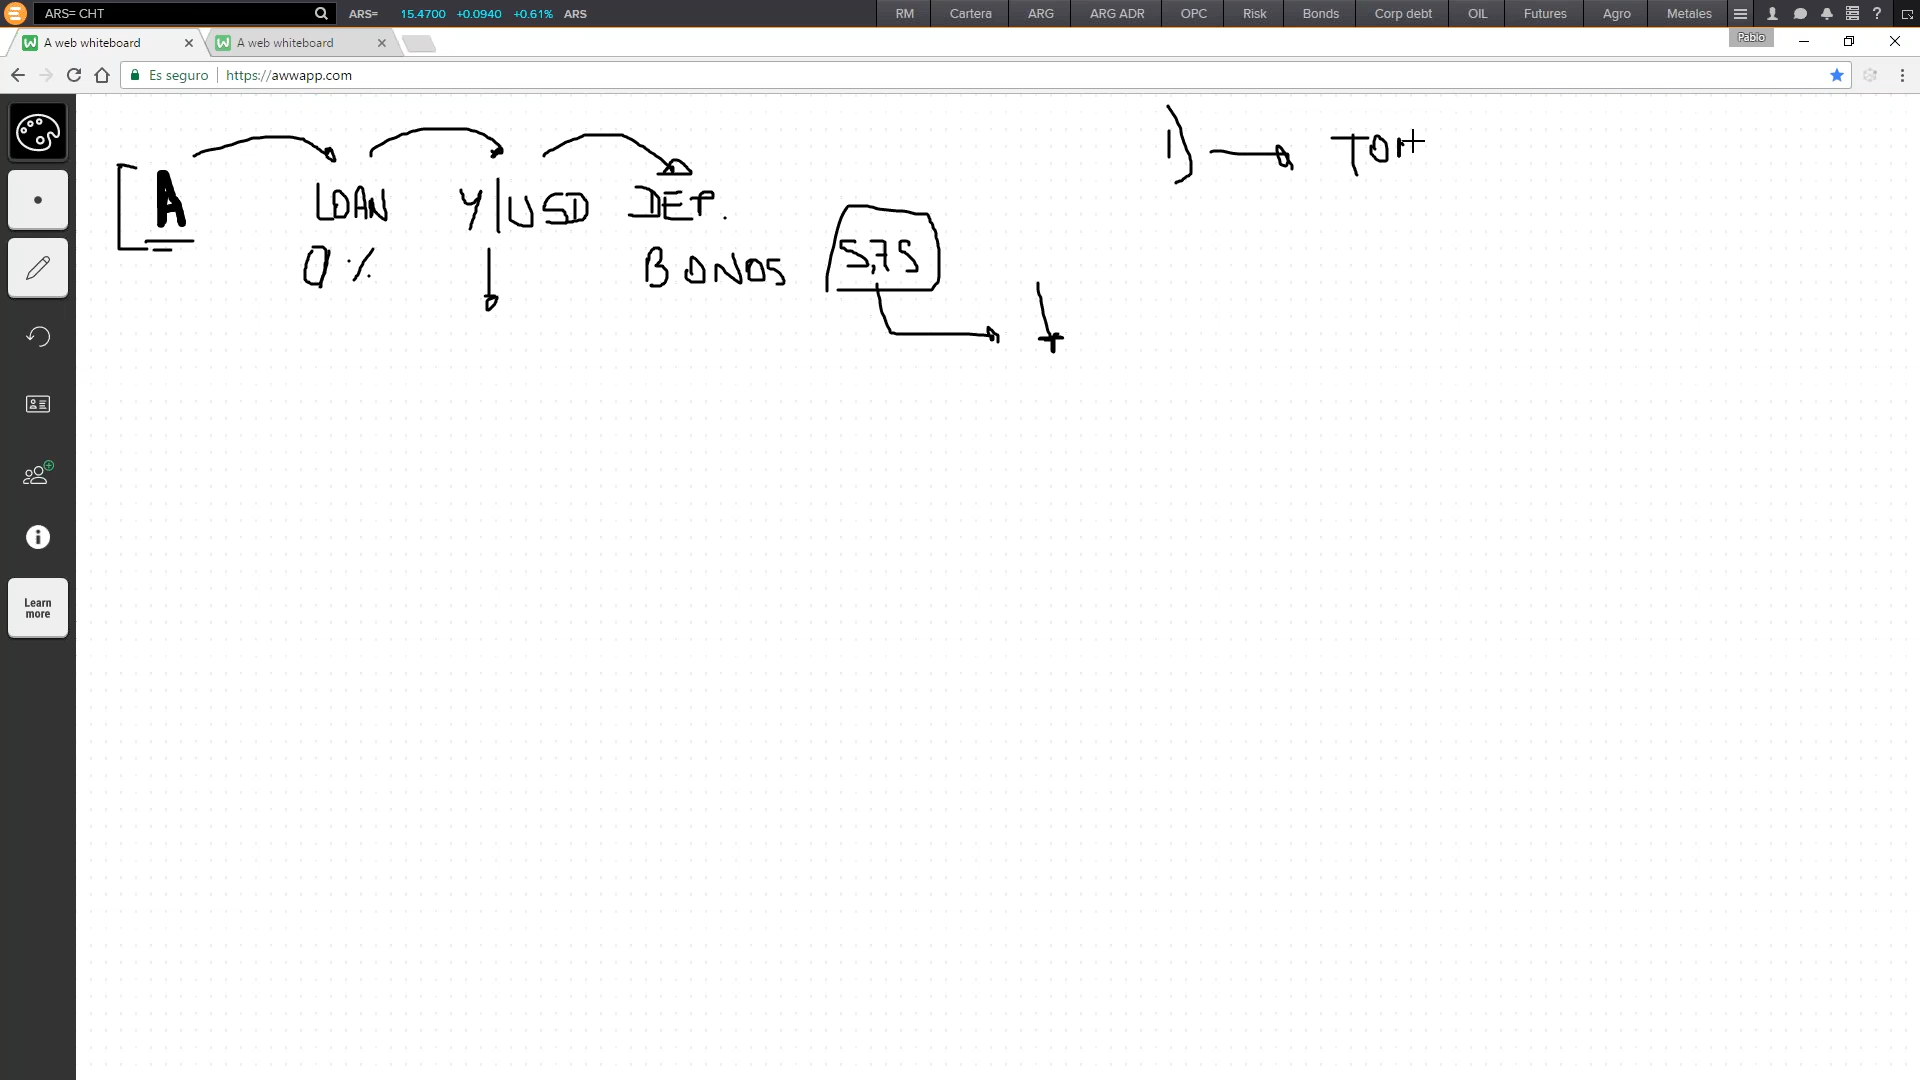 ARS= CHT ARS= 15.4700 +0.0940 +0.61% ARS RM Cartera ARG ARG ADR OPC Risk Bonds Corp debt OIL Futures Agro Metales ?
A web whiteboard A web whiteboard Pablo
Es seguro https://awwapp.com
1) TOM
A LOAN Y/USD DEP.
0% BONOS 5,75
Learn
more